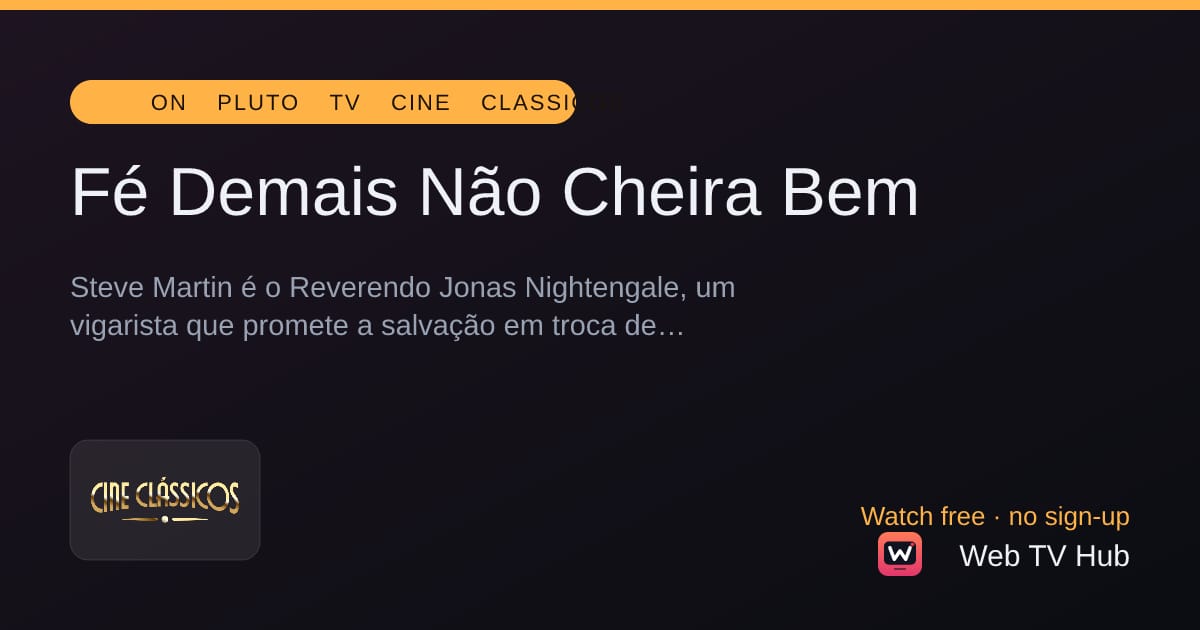 ON PLUTO TV CINE CLASSIC
Fé Demais Não Cheira Bem
Steve Martin é o Reverendo Jonas Nightengale, um
vigarista que promete a salvação em troca de…
CINE CLÁSSICOS
Watch free · no sign-up
Web TV Hub